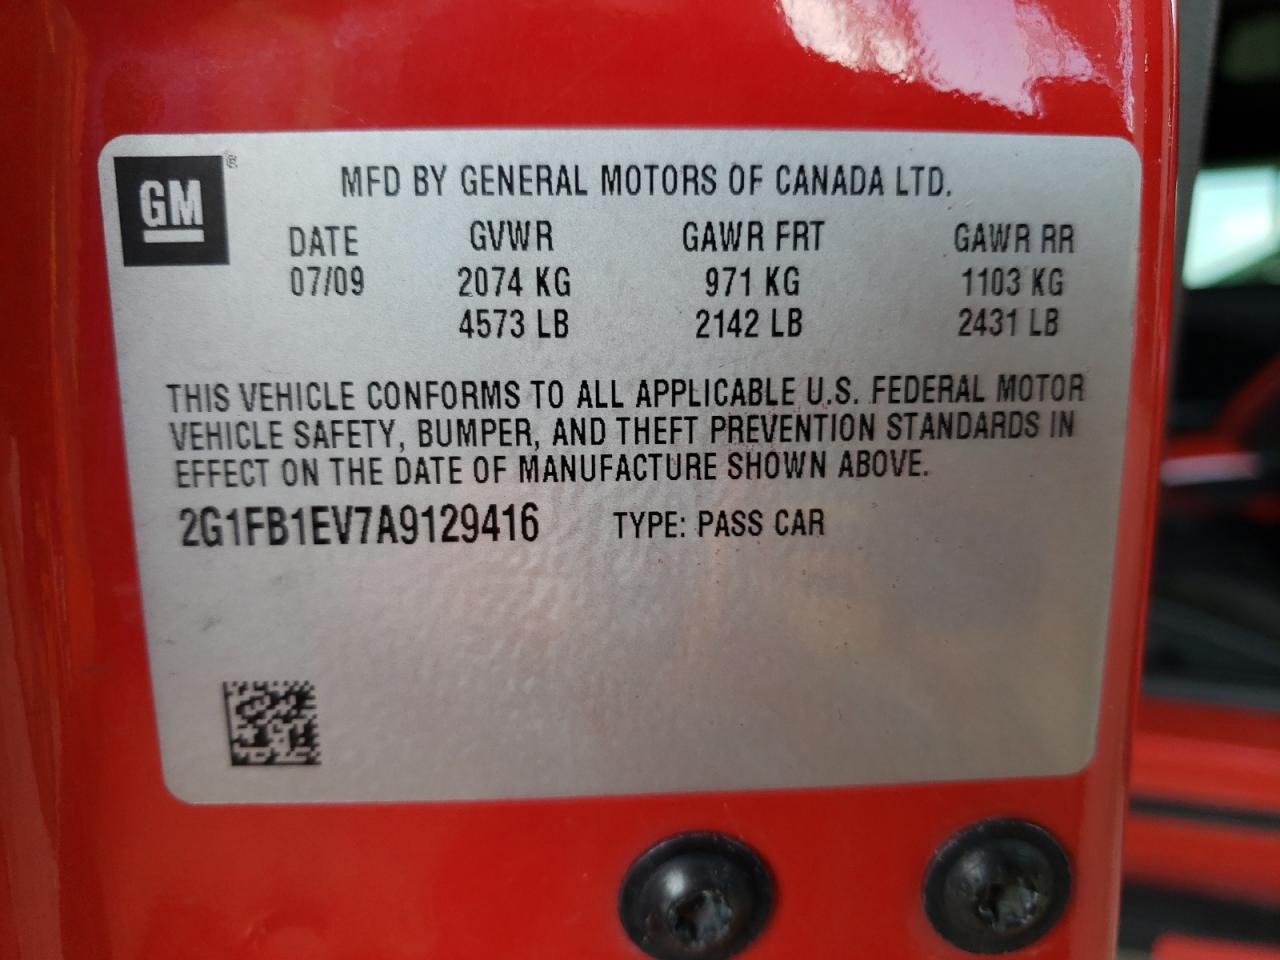 GM ®
MFD BY GENERAL MOTORS OF CANADA LTD.
DATE GVWR GAWR FRT GAWR RR
07/09 2074 KG 971 KG 1103 KG
4573 LB 2142 LB 2431 LB
THIS VEHICLE CONFORMS TO ALL APPLICABLE U.S. FEDERAL MOTOR
VEHICLE SAFETY, BUMPER, AND THEFT PREVENTION STANDARDS IN
EFFECT ON THE DATE OF MANUFACTURE SHOWN ABOVE.
2G1FB1EV7A9129416 TYPE: PASS CAR